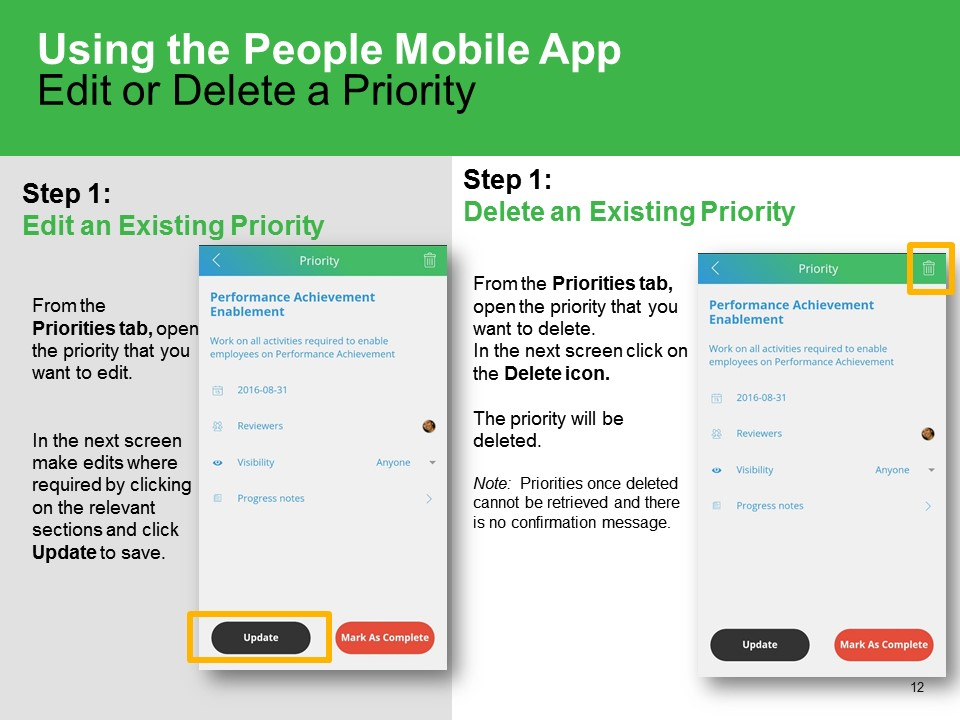 Using the People Mobile App
Edit or Delete a Priority
Step 1:
Edit an Existing Priority
From the
Priorities tab, open
the priority that you
want to edit.
In the next screen
make edits where
required by clicking
on the relevant
sections and click
Update to save.
Priority
Performance Achievement
Enablement
Work on all activities required to enable
employees on Performance Achievement
2016-08-31
Reviewers
Visibility Anyone
Progress notes
Update Mark As Complete
Step 1:
Delete an Existing Priority
From the Priorities tab,
open the priority that you
want to delete.
In the next screen click on
the Delete icon.
The priority will be
deleted.
Note: Priorities once deleted
cannot be retrieved and there
is no confirmation message.
Priority
Performance Achievement
Enablement
Work on all activities required to enable
employees on Performance Achievement
2016-08-31
Reviewers
Visibility Anyone
Progress notes
Update Mark As Complete
12